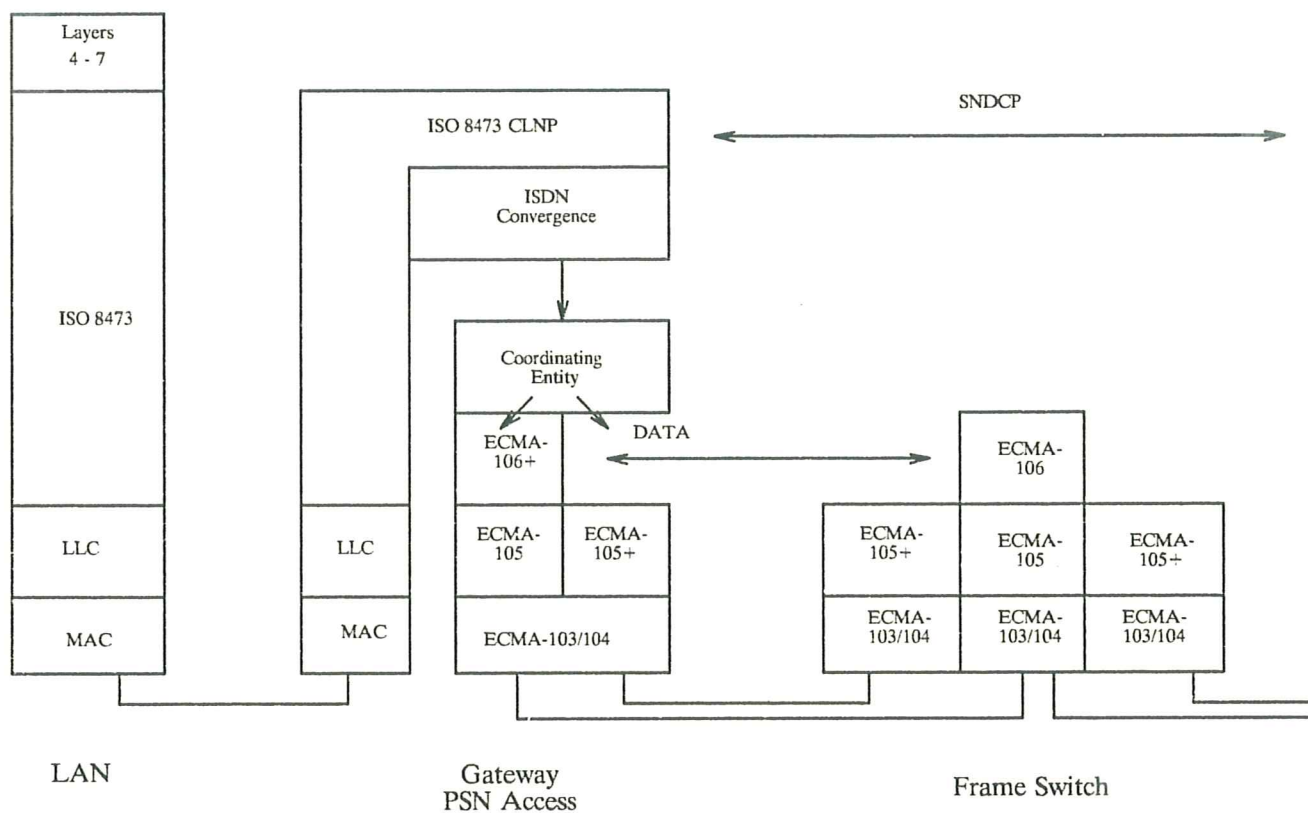 Layers
4 - 7
ISO 8473
LLC
MAC
ISO 8473 CLNP
ISDN
Convergence
SNDCP
Coordinating
Entity
DATA
ECMA-
106+
ECMA-
105
ECMA-
105+
LLC
MAC
ECMA-103/104
ECMA-
106
ECMA-
105+
ECMA-
105
ECMA-
105+
ECMA-
103/104
ECMA-
103/104
ECMA-
103/104
LAN
Gateway
PSN Access
Frame Switch